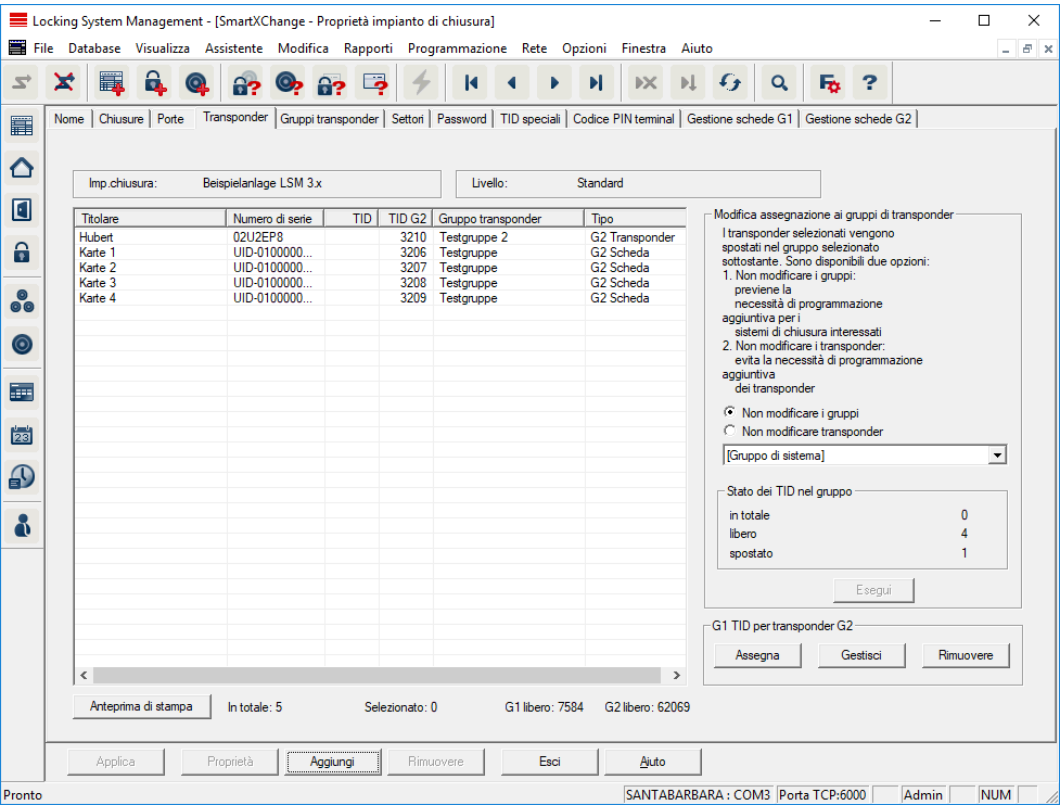 Locking System Management - [SmartXChange - Proprietà impianto di chiusura]
File Database Visualizza Assistente Modifica Rapporti Programmazione Rete Opzioni Finestra Aiuto
Nome Chiusure Porte Transponder Gruppi transponder Settori Password TID speciali Codice PIN terminal Gestione schede G1 Gestione schede G2
Imp.chiusura: Beispielanlage LSM 3.x Livello: Standard
Titolare Numero di serie TID TID G2 Gruppo transponder Tipo
Hubert 02U2EP8 3210 Testgruppe 2 G2 Transponder
Karte 1 UID-0100000... 3206 Testgruppe G2 Scheda
Karte 2 UID-0100000... 3207 Testgruppe G2 Scheda
Karte 3 UID-0100000... 3208 Testgruppe G2 Scheda
Karte 4 UID-0100000... 3209 Testgruppe G2 Scheda
Modifica assegnazione ai gruppi di transponder
I transponder selezionati vengono
spostati nel gruppo selezionato
sottostante. Sono disponibili due opzioni:
1. Non modificare i gruppi:
previene la
necessità di programmazione
aggiuntiva per i
sistemi di chiusura interessati
2. Non modificare i transponder:
evita la necessità di programmazione
aggiuntiva
dei transponder
Non modificare i gruppi
Non modificare transponder
[Gruppo di sistema]
Stato dei TID nel gruppo
in totale 0
libero 4
spostato 1
Esegui
G1 TID per transponder G2
Assegna Gestisci Rimuovere
Anteprima di stampa In totale: 5 Selezionato: 0 G1 libero: 7584 G2 libero: 62069
Applica Proprietà Aggiungi Rimuovere Esci Aiuto
Pronto SANTABARBARA : COM3 Porta TCP:6000 Admin NUM